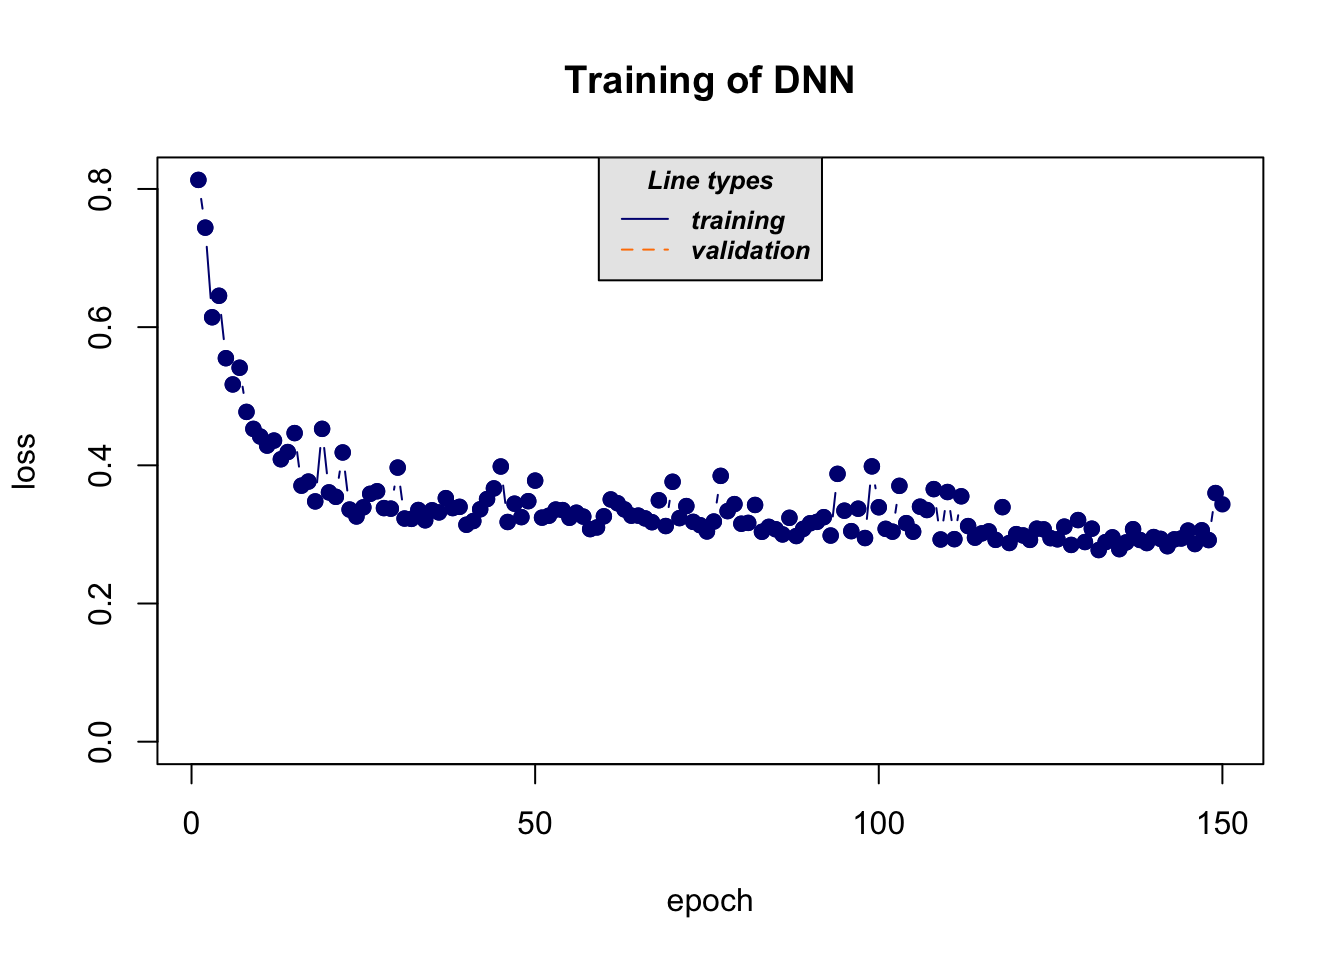 Training of DNN
Line types
training
validation
loss
0.8
0.6
0.4
0.2
0.0
0 50 100 150
epoch